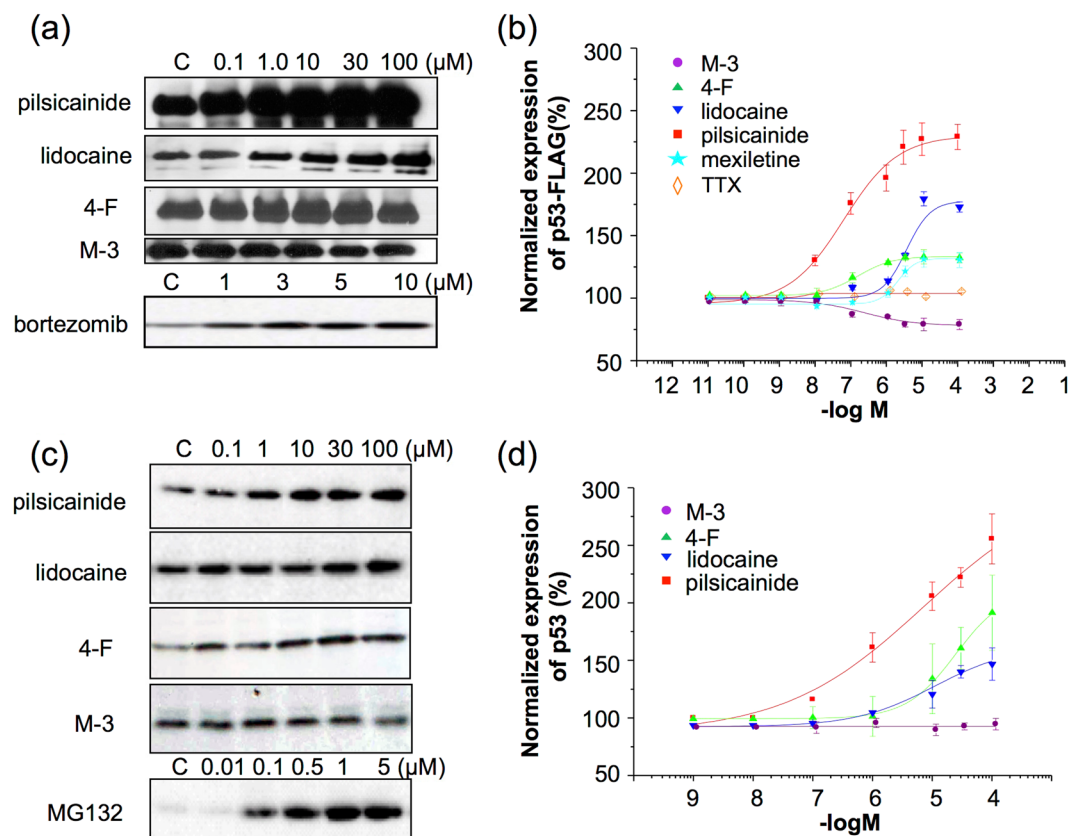 (a)
C 0.1 1.0 10 30 100 (μM)
pilsicainide
lidocaine
4-F
M-3
C 1 3 5 10 (μM)
bortezomib
(b)
Normalized expression
of p53-FLAG(%)
300
250
200
150
100
50
M-3
4-F
lidocaine
pilsicainide
mexiletine
TTX
12 11 10 9 8 7 6 5 4 3 2 1
-log M
(c)
C 0.1 1 10 30 100 (μM)
pilsicainide
lidocaine
4-F
M-3
C 0.01 0.1 0.5 1 5 (μM)
MG132
(d)
Normalized expression
of p53 (%)
300
250
200
150
100
50
M-3
4-F
lidocaine
pilsicainide
9 8 7 6 5 4
-logM